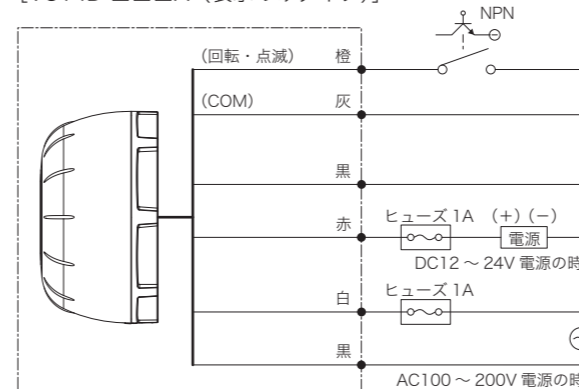 NPN
(回転・点滅) 橙
(COM) 灰
黒
赤 ヒューズ 1A (+) (−)
電源
DC12 ～ 24V 電源の時
白 ヒューズ 1A
黒
AC100 ～ 200V 電源の時